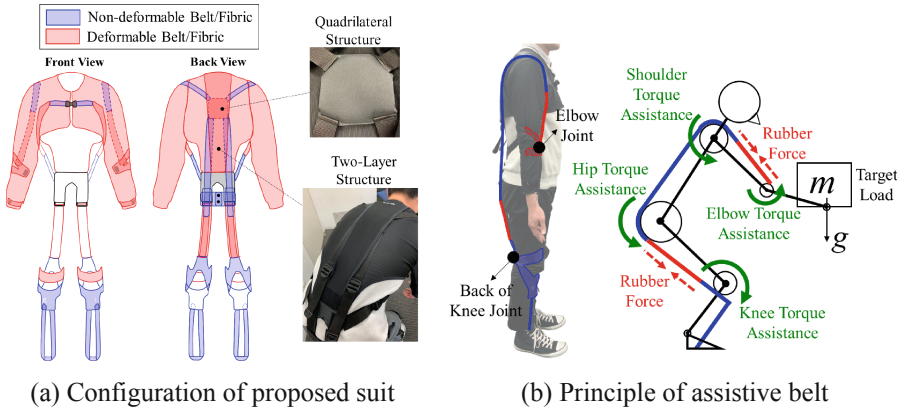 Non-deformable Belt/Fibric
Deformable Belt/Fibric
Front View
Back View
Quadrilateral
Structure
Two-Layer
Structure
(a) Configuration of proposed suit
Elbow
Joint
Back of
Knee Joint
Shoulder
Torque
Assistance
Rubber
Force
Hip Torque
Assistance
m
Target
Load
Elbow Torque
Assistance
g
Rubber
Force
Knee Torque
Assistance
(b) Principle of assistive belt